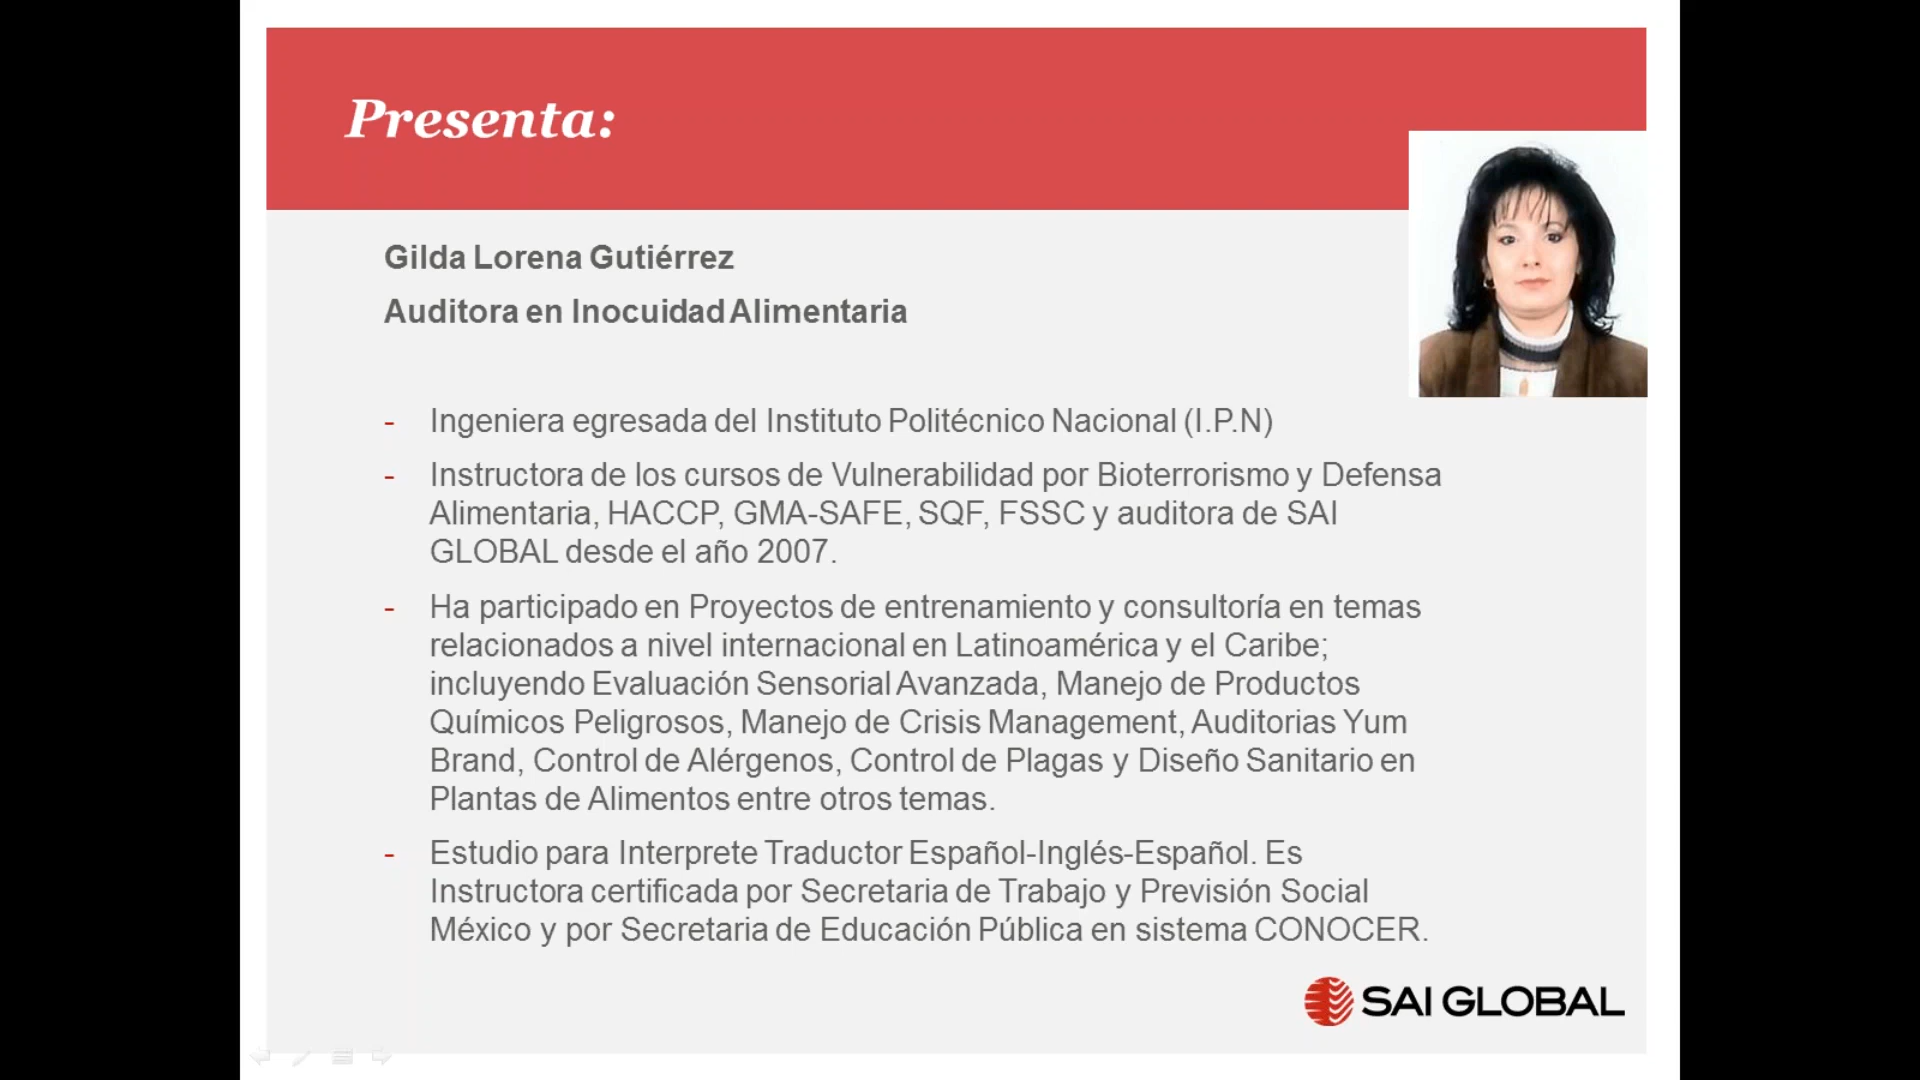 Presenta:
Gilda Lorena Gutiérrez
Auditora en Inocuidad Alimentaria
- Ingeniera egresada del Instituto Politécnico Nacional (I.P.N)
- Instructora de los cursos de Vulnerabilidad por Bioterrorismo y Defensa
Alimentaria, HACCP, GMA-SAFE, SQF, FSSC y auditora de SAI
GLOBAL desde el año 2007.
- Ha participado en Proyectos de entrenamiento y consultoría en temas
relacionados a nivel internacional en Latinoamérica y el Caribe;
incluyendo Evaluación Sensorial Avanzada, Manejo de Productos
Químicos Peligrosos, Manejo de Crisis Management, Auditorias Yum
Brand, Control de Alérgenos, Control de Plagas y Diseño Sanitario en
Plantas de Alimentos entre otros temas.
- Estudio para Interprete Traductor Español-Inglés-Español. Es
Instructora certificada por Secretaria de Trabajo y Previsión Social
México y por Secretaria de Educación Pública en sistema CONOCER.
SAI GLOBAL